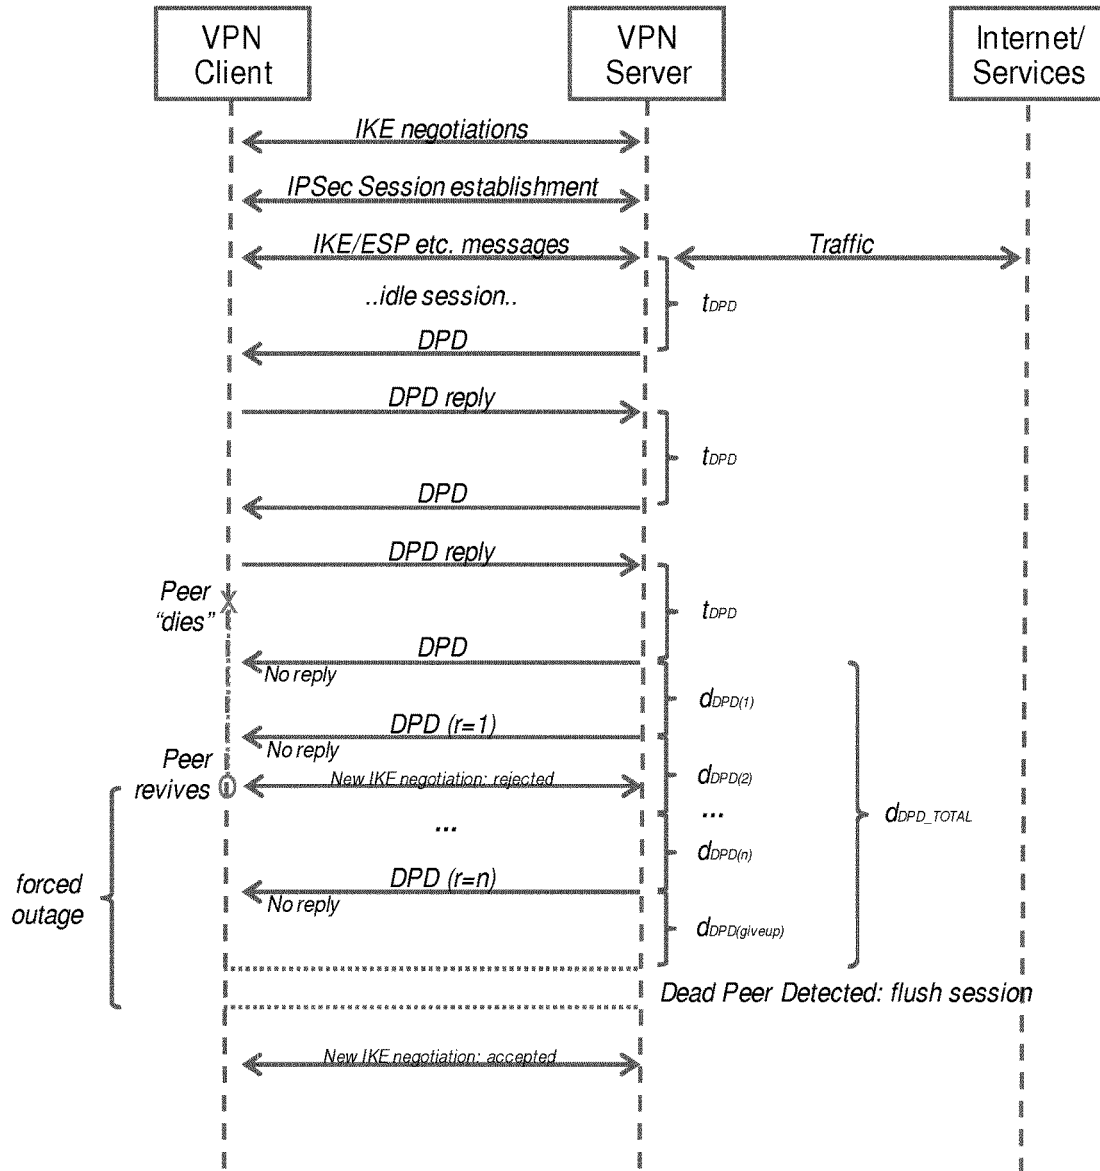 VPN
Client
VPN
Server
Internet/
Services
IKE negotiations
IPSec Session establishment
IKE/ESP etc. messages
Traffic
..idle session..
tDPD
DPD
DPD reply
tDPD
DPD
DPD reply
Peer
"dies"
X
tDPD
DPD
No reply
dDPD(1)
DPD (r=1)
No reply
Peer
revives
New IKE negotiation: rejected
dDPD(2)
...
...
dDPD_TOTAL
dDPD(n)
DPD (r=n)
No reply
forced
outage
dDPD(giveup)
Dead Peer Detected: flush session
New IKE negotiation: accepted